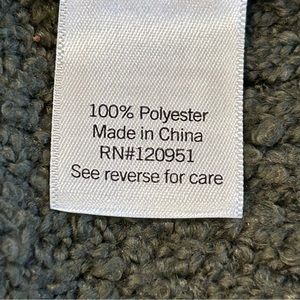 100% Polyester
Made in China
RN#120951
See reverse for care